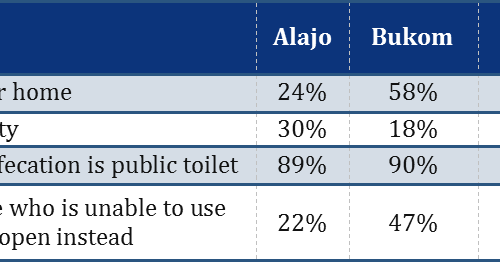 Alajo Bukom
r home 24% 58%
ty 30% 18%
fecation is public toilet 89% 90%
e who is unable to use
open instead 22% 47%